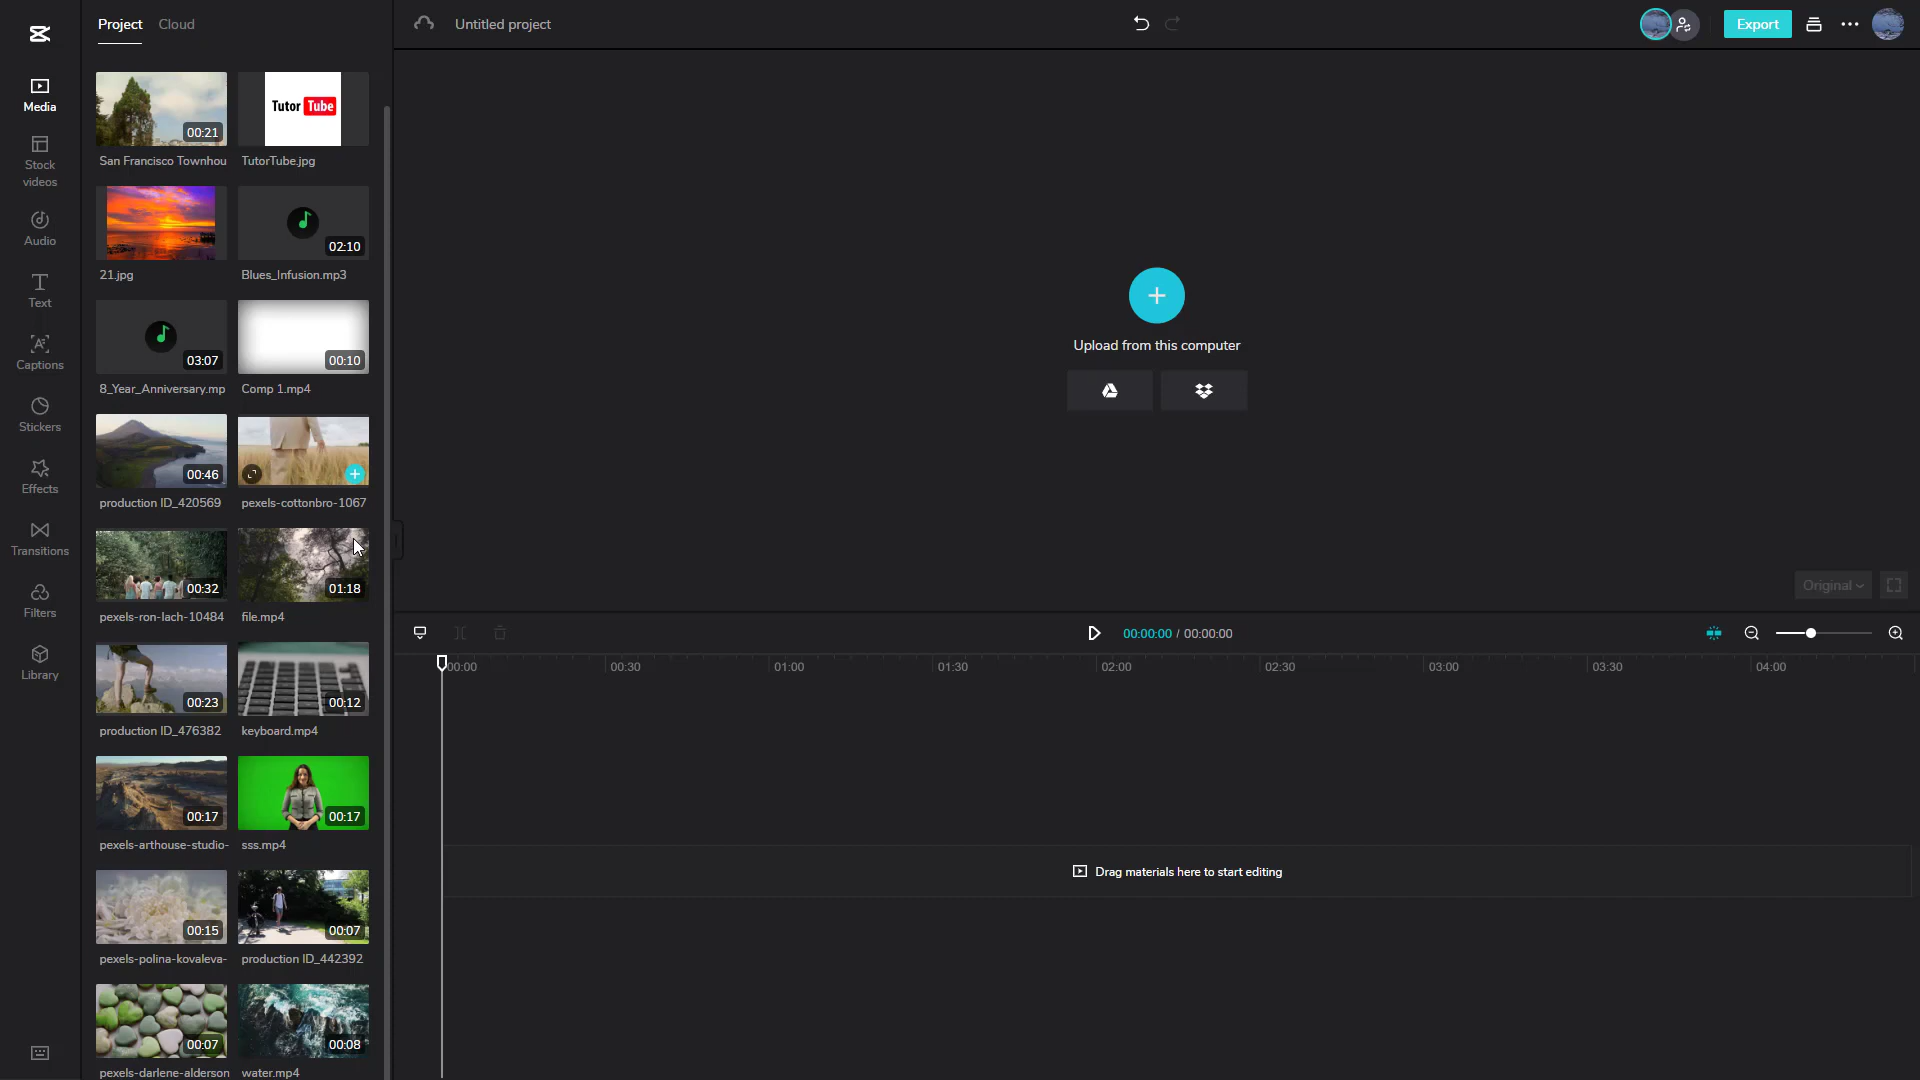 Project Cloud
Untitled project
Export
Media
Stock
videos
Audio
Text
Captions
Stickers
Effects
Transitions
Filters
Library
00:21
Tutor Tube
San Francisco Townhou
TutorTube.jpg
02:10
21.jpg
Blues_Infusion.mp3
03:07
00:10
8_Year_Anniversary.mp
Comp 1.mp4
00:46
production ID_420569
pexels-cottonbro-1067
00:32
01:18
pexels-ron-lach-10484
file.mp4
00:23
00:12
production ID_476382
keyboard.mp4
00:17
00:17
pexels-arthouse-studio-
sss.mp4
00:15
00:07
pexels-polina-kovaleva-
production ID_442392
00:07
00:08
pexels-darlene-alderson
water.mp4
Upload from this computer
Original
00:00:00 / 00:00:00
00:00 00:30 01:00 01:30 02:00 02:30 03:00 03:30 04:00
Drag materials here to start editing